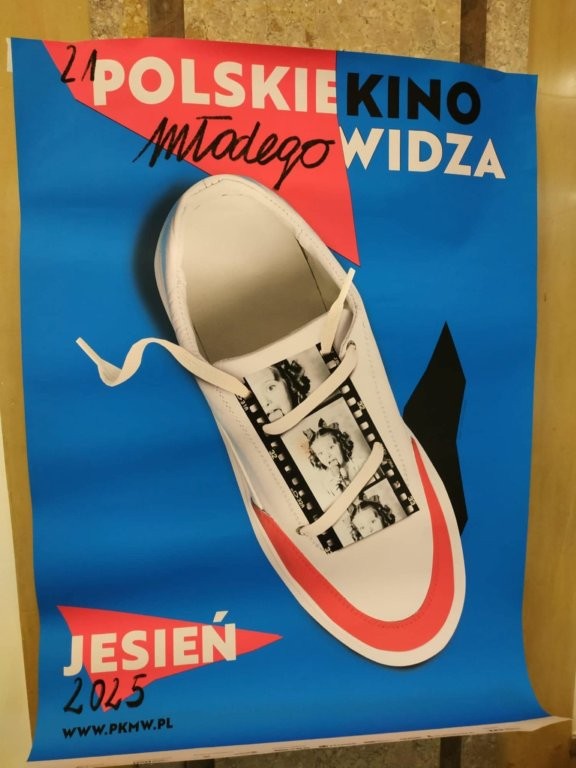 21 POLSKIE KINO
młodego WIDZA
JESIEŃ
2025
WWW.PKMW.PL